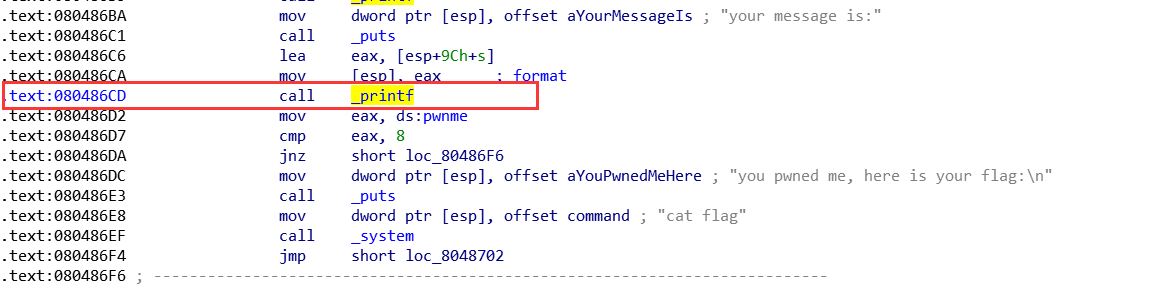 call _printf
.text:080486BA mov dword ptr [esp], offset aYourMessageIs ; "your message is:"
.text:080486C1 call _puts
.text:080486C6 lea eax, [esp+9Ch+s]
.text:080486CA mov [esp], eax ; format
.text:080486CD call _printf
.text:080486D2 mov eax, ds:pwnme
.text:080486D7 cmp eax, 8
.text:080486DA jnz short loc_80486F6
.text:080486DC mov dword ptr [esp], offset aYouPwnedMeHere ; "you pwned me, here is your flag:\n"
.text:080486E3 call _puts
.text:080486E8 mov dword ptr [esp], offset command ; "cat flag"
.text:080486EF call _system
.text:080486F4 jmp short loc_8048702
.text:080486F6 ; ---------------------------------------------------------------------------